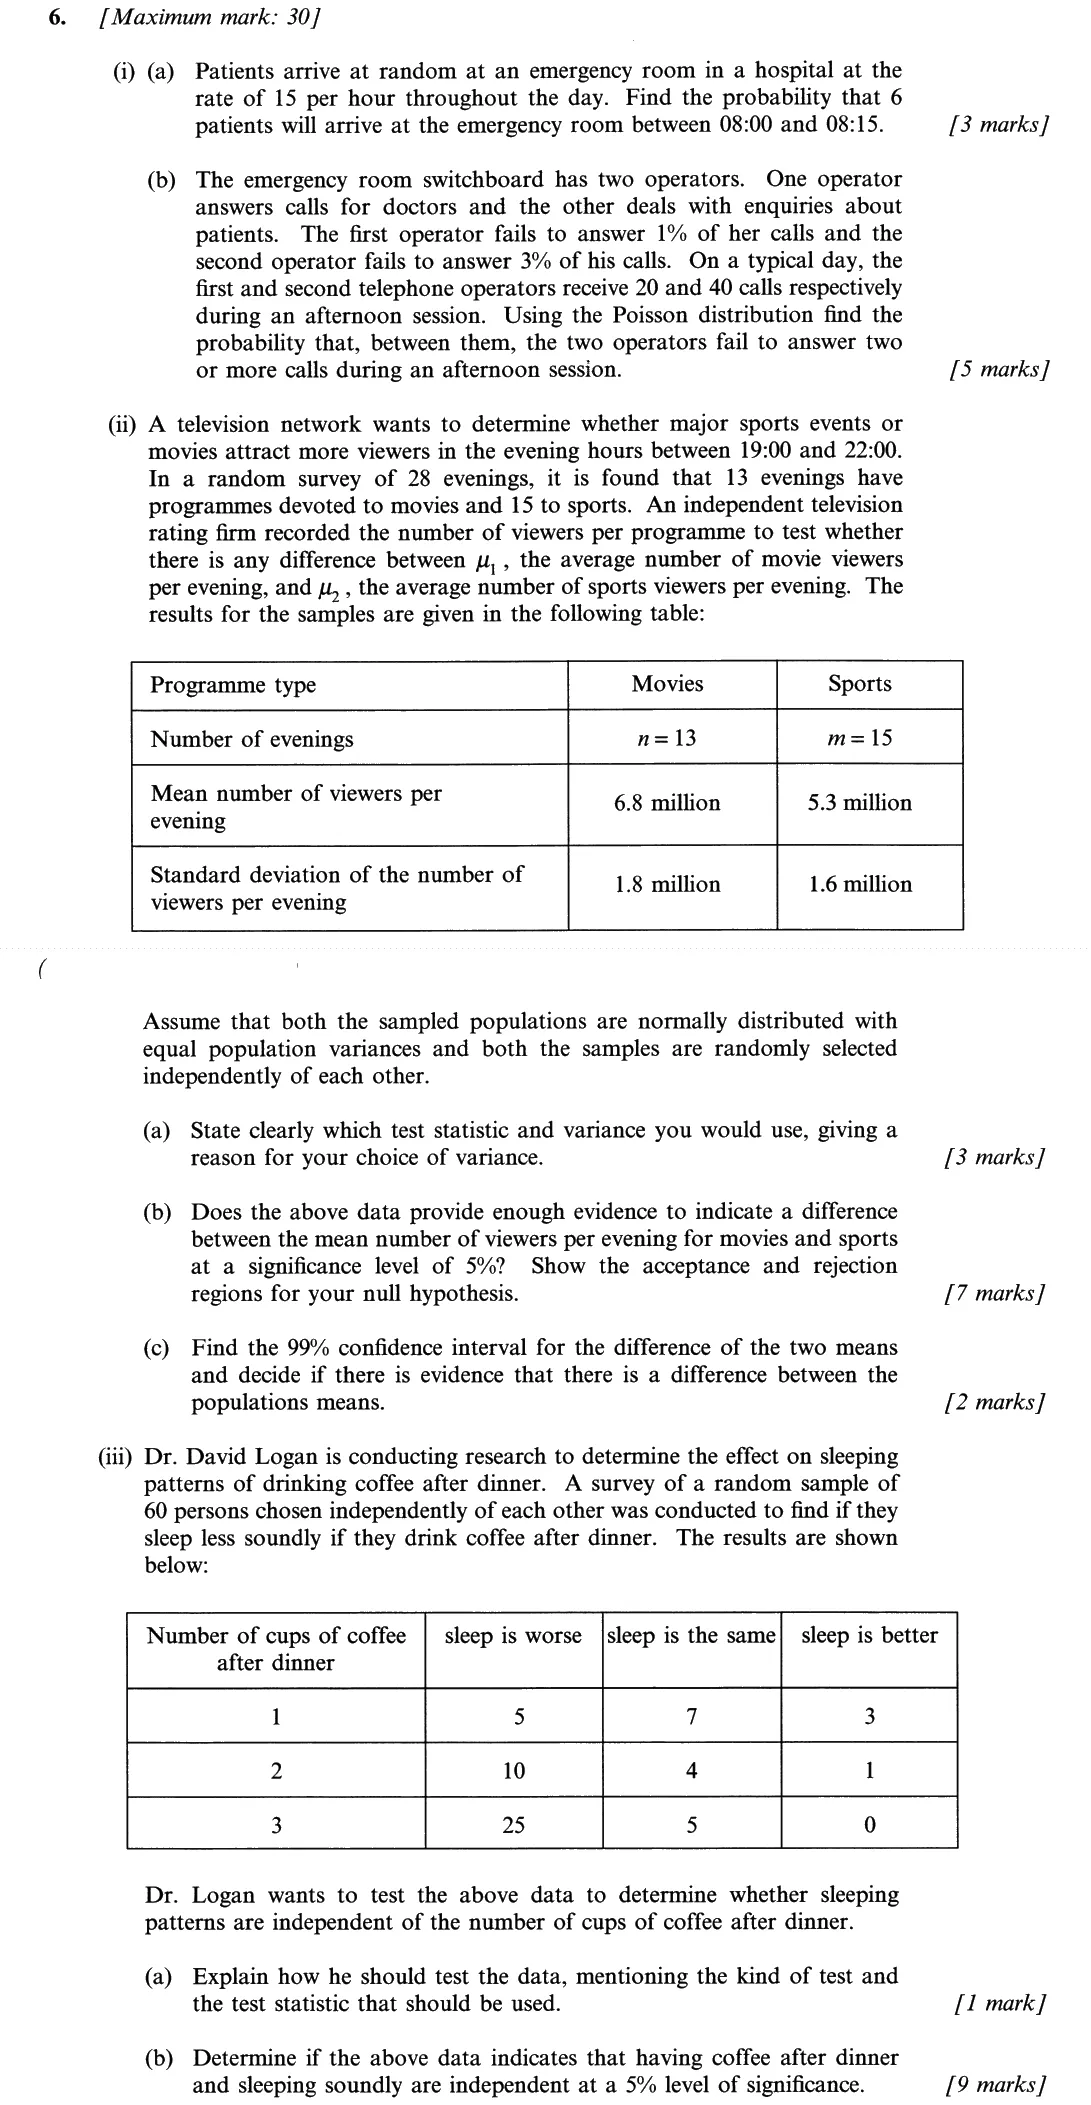 6. [Maximum mark: 30]
(i) (a) Patients arrive at random at an emergency room in a hospital at the
rate of 15 per hour throughout the day. Find the probability that 6
patients will arrive at the emergency room between 08:00 and 08:15. [3 marks]
(b) The emergency room switchboard has two operators. One operator
answers calls for doctors and the other deals with enquiries about
patients. The first operator fails to answer 1% of her calls and the
second operator fails to answer 3% of his calls. On a typical day, the
first and second telephone operators receive 20 and 40 calls respectively
during an afternoon session. Using the Poisson distribution find the
probability that, between them, the two operators fail to answer two
or more calls during an afternoon session. [5 marks]
(ii) A television network wants to determine whether major sports events or
movies attract more viewers in the evening hours between 19:00 and 22:00.
In a random survey of 28 evenings, it is found that 13 evenings have
programmes devoted to movies and 15 to sports. An independent television
rating firm recorded the number of viewers per programme to test whether
there is any difference between μ₁ , the average number of movie viewers
per evening, and μ₂ , the average number of sports viewers per evening. The
results for the samples are given in the following table:
Programme type Movies Sports
Number of evenings n = 13 m = 15
Mean number of viewers per
evening 6.8 million 5.3 million
Standard deviation of the number of
viewers per evening 1.8 million 1.6 million
(
Assume that both the sampled populations are normally distributed with
equal population variances and both the samples are randomly selected
independently of each other.
(a) State clearly which test statistic and variance you would use, giving a
reason for your choice of variance. [3 marks]
(b) Does the above data provide enough evidence to indicate a difference
between the mean number of viewers per evening for movies and sports
at a significance level of 5%? Show the acceptance and rejection
regions for your null hypothesis. [7 marks]
(c) Find the 99% confidence interval for the difference of the two means
and decide if there is evidence that there is a difference between the
populations means. [2 marks]
(iii) Dr. David Logan is conducting research to determine the effect on sleeping
patterns of drinking coffee after dinner. A survey of a random sample of
60 persons chosen independently of each other was conducted to find if they
sleep less soundly if they drink coffee after dinner. The results are shown
below:
Number of cups of coffee
after dinner sleep is worse sleep is the same sleep is better
1 5 7 3
2 10 4 1
3 25 5 0
Dr. Logan wants to test the above data to determine whether sleeping
patterns are independent of the number of cups of coffee after dinner.
(a) Explain how he should test the data, mentioning the kind of test and
the test statistic that should be used. [1 mark]
(b) Determine if the above data indicates that having coffee after dinner
and sleeping soundly are independent at a 5% level of significance. [9 marks]